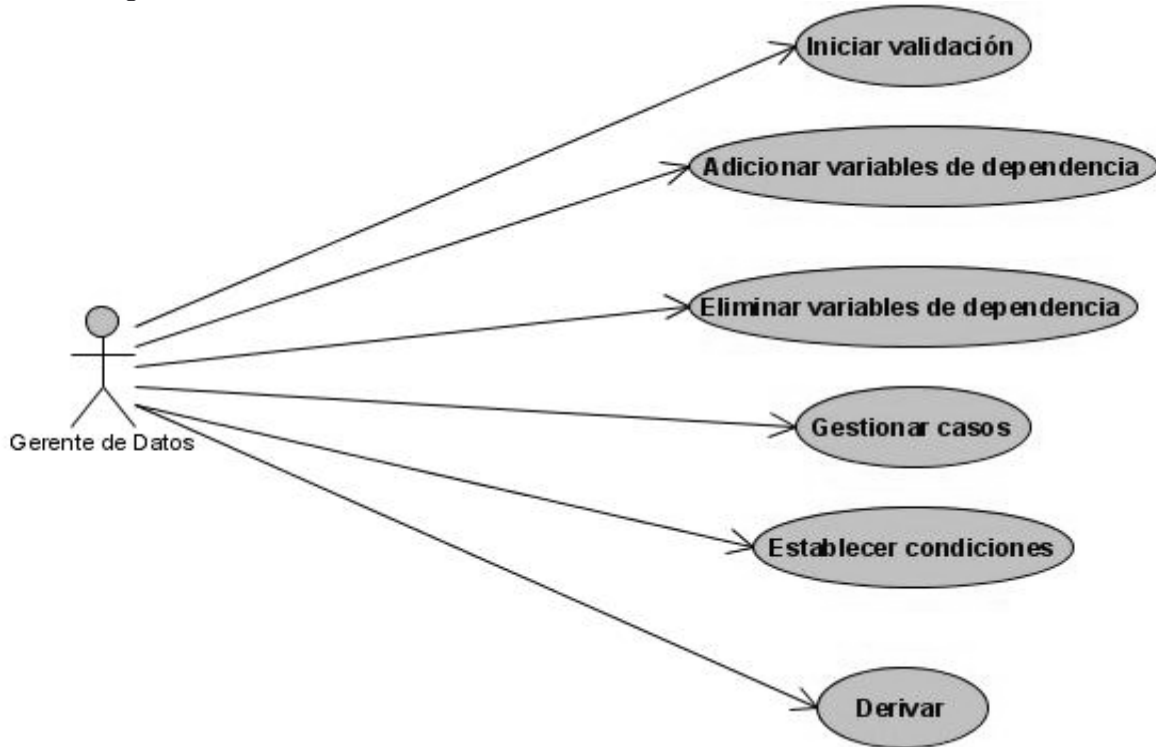 Iniciar validación
Adicionar variables de dependencia
Eliminar variables de dependencia
Gestionar casos
Gerente de Datos
Establecer condiciones
Derivar